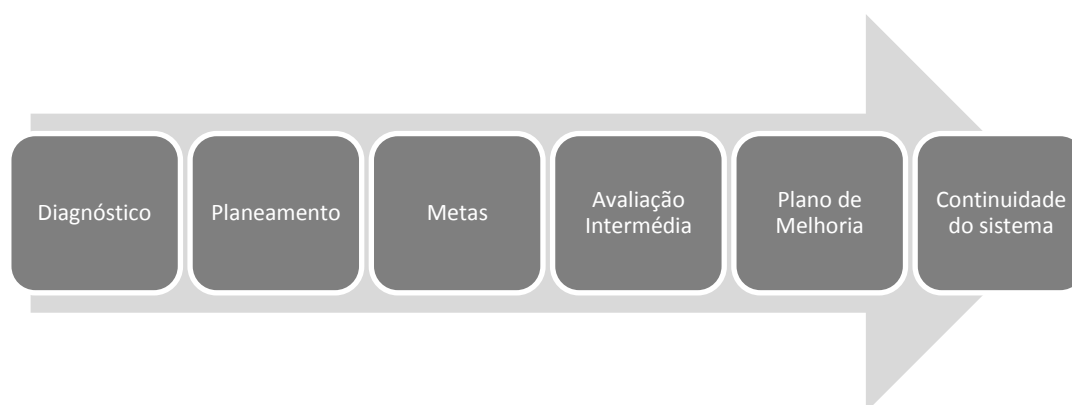 Diagnóstico
Planeamento
Metas
Avaliação
Intermédia
Plano de
Melhoria
Continuidade
do sistema